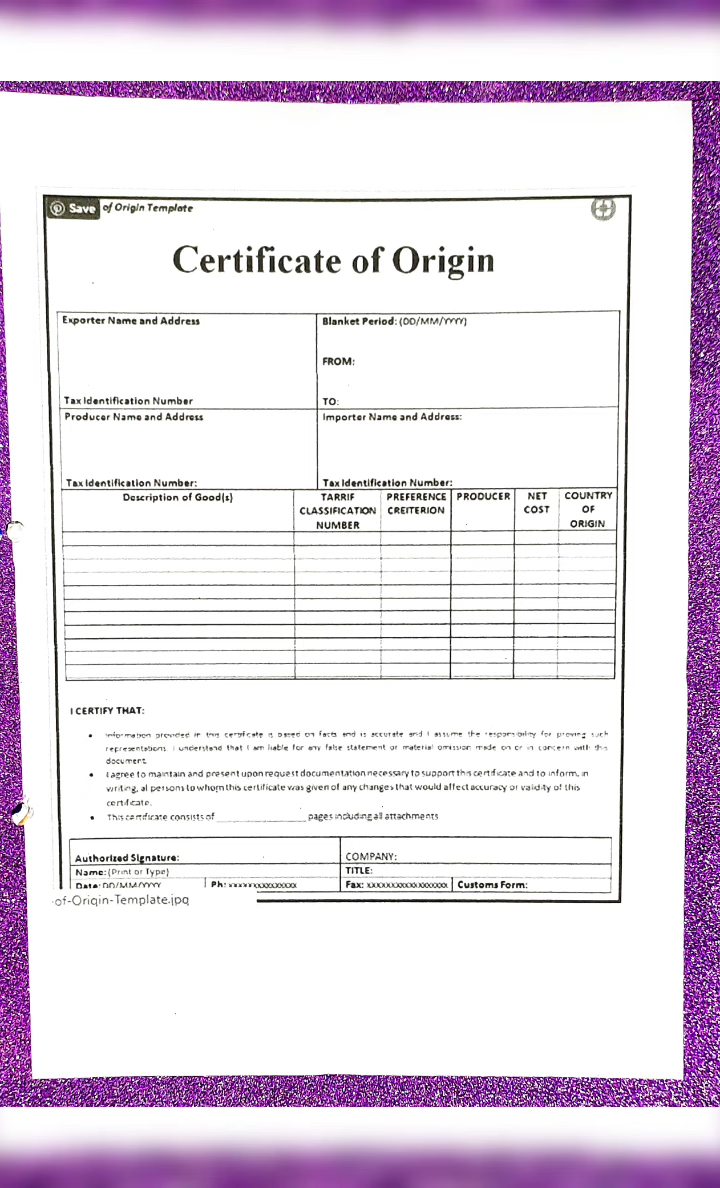 Save of Origin Template
Certificate of Origin
Exporter Name and Address
Blanket Period: (DD/MM/YYYY)
FROM:
Tax Identification Number
TO:
Producer Name and Address
Importer Name and Address:
Tax Identification Number:
Tax Identification Number:
Description of Good(s)
TARRIF CLASSIFICATION NUMBER
PREFERENCE CREITERION
PRODUCER
NET COST
COUNTRY OF ORIGIN
I CERTIFY THAT:
• Information provided in this certificate is based on facts and is accurate and I assume the responsibility for proving such
representations. I understand that I am liable for any false statement or material omission made on or in concern with this
document.
• I agree to maintain and present upon request documentation necessary to support this certificate and to inform, in
writing, al persons to whom this certificate was given of any changes that would affect accuracy or validity of this
certificate.
• This certificate consists of ________________ pages including all attachments
Authorized Signature:
COMPANY:
Name: (Print or Type)
TITLE:
Date: DD/MM/YYYY
Ph: xxxxxxxxxxxxxxx
Fax: xxxxxxxxxxxxxxxxxx
Customs Form:
-of-Origin-Template.jpg